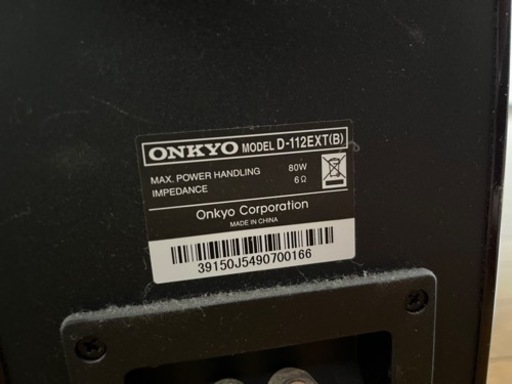 ONKYO MODEL D-112EXT(B)
MAX. POWER HANDLING 80W
IMPEDANCE 6Ω
Onkyo Corporation
MADE IN CHINA
39150J5490700166